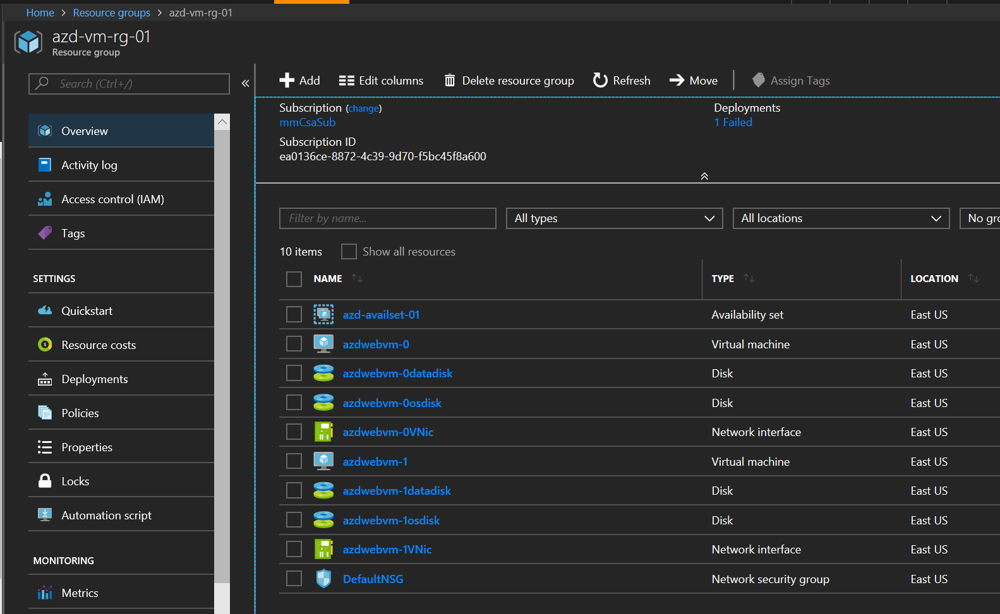 Home > Resource groups > azd-vm-rg-01
azd-vm-rg-01
Resource group
Search (Ctrl+/)
Overview
Activity log
Access control (IAM)
Tags
SETTINGS
Quickstart
Resource costs
Deployments
Policies
Properties
Locks
Automation script
MONITORING
Metrics
Add Edit columns Delete resource group Refresh Move Assign Tags
Subscription (change)
mmCsaSub
Subscription ID
ea0136ce-8872-4c39-9d70-f5bc45f8a600
Deployments
1 Failed
Filter by name... All types All locations No gro
10 items Show all resources
NAME TYPE LOCATION
azd-availset-01 Availability set East US
azdwebvm-0 Virtual machine East US
azdwebvm-0datadisk Disk East US
azdwebvm-0osdisk Disk East US
azdwebvm-0VNic Network interface East US
azdwebvm-1 Virtual machine East US
azdwebvm-1datadisk Disk East US
azdwebvm-1osdisk Disk East US
azdwebvm-1VNic Network interface East US
DefaultNSG Network security group East US